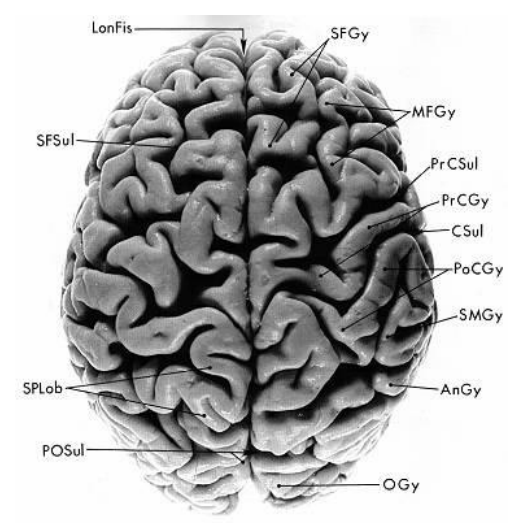 LonFis
SFGy
MFGy
SFSul
PrCSul
PrCGy
CSul
PoCGy
SMGy
SPLob
AnGy
POSul
OGy